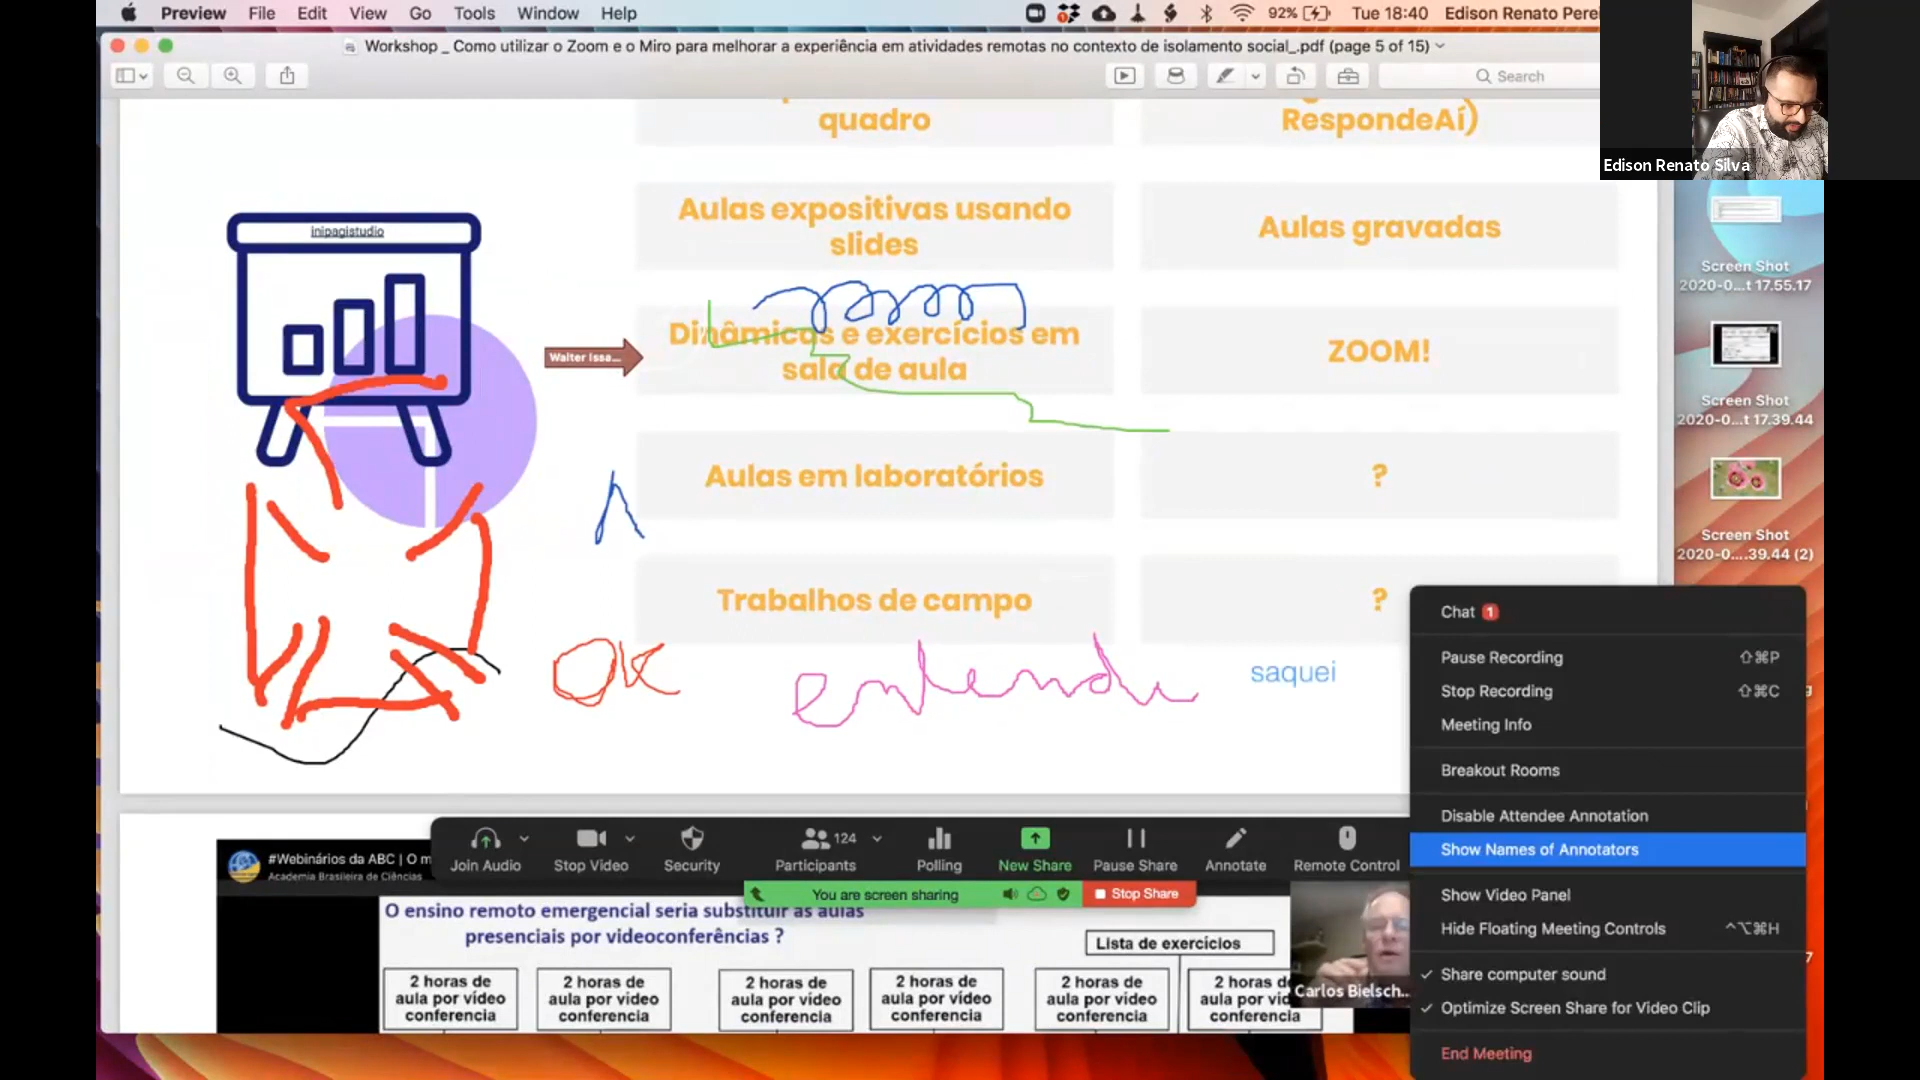 Preview File Edit View Go Tools Window Help 92% Tue 18:40 Edison Renato Pere
Workshop _ Como utilizar o Zoom e o Miro para melhorar a experiência em atividades remotas no contexto de isolamento social_.pdf (page 5 of 15)
Search
Edison Renato Silva
quadro
RespondeAí)
inipagistudio
Aulas expositivas usando
slides
Aulas gravadas
Walter Issa...
Dinâmicas e exercícios em
sala de aula
ZOOM!
Aulas em laboratórios
?
Trabalhos de campo
?
OK
entendi
saquei
Screen Shot
2020-0...t 17.55.17
Screen Shot
2020-0...t 17.39.44
Screen Shot
2020-0....39.44 (2)
Chat 1
Pause Recording ⇧⌘P
Stop Recording ⇧⌘C
Meeting Info
Breakout Rooms
Disable Attendee Annotation
Show Names of Annotators
Show Video Panel
Hide Floating Meeting Controls ^⌥⌘H
✓ Share computer sound
✓ Optimize Screen Share for Video Clip
End Meeting
Join Audio
Stop Video
Security
124
Participants
Polling
New Share
Pause Share
Annotate
Remote Control
You are screen sharing
Stop Share
#Webinários da ABC | O m
Academia Brasileira de Ciências
O ensino remoto emergencial seria substituir as aulas
presenciais por videoconferências ?
Lista de exercícios
2 horas de
aula por vídeo
conferencia
2 horas de
aula por vídeo
conferencia
2 horas de
aula por vídeo
conferencia
2 horas de
aula por vídeo
conferencia
2 horas de
aula por vídeo
conferencia
2 horas d
aula por vid
conferencia
Carlos Bielsch...